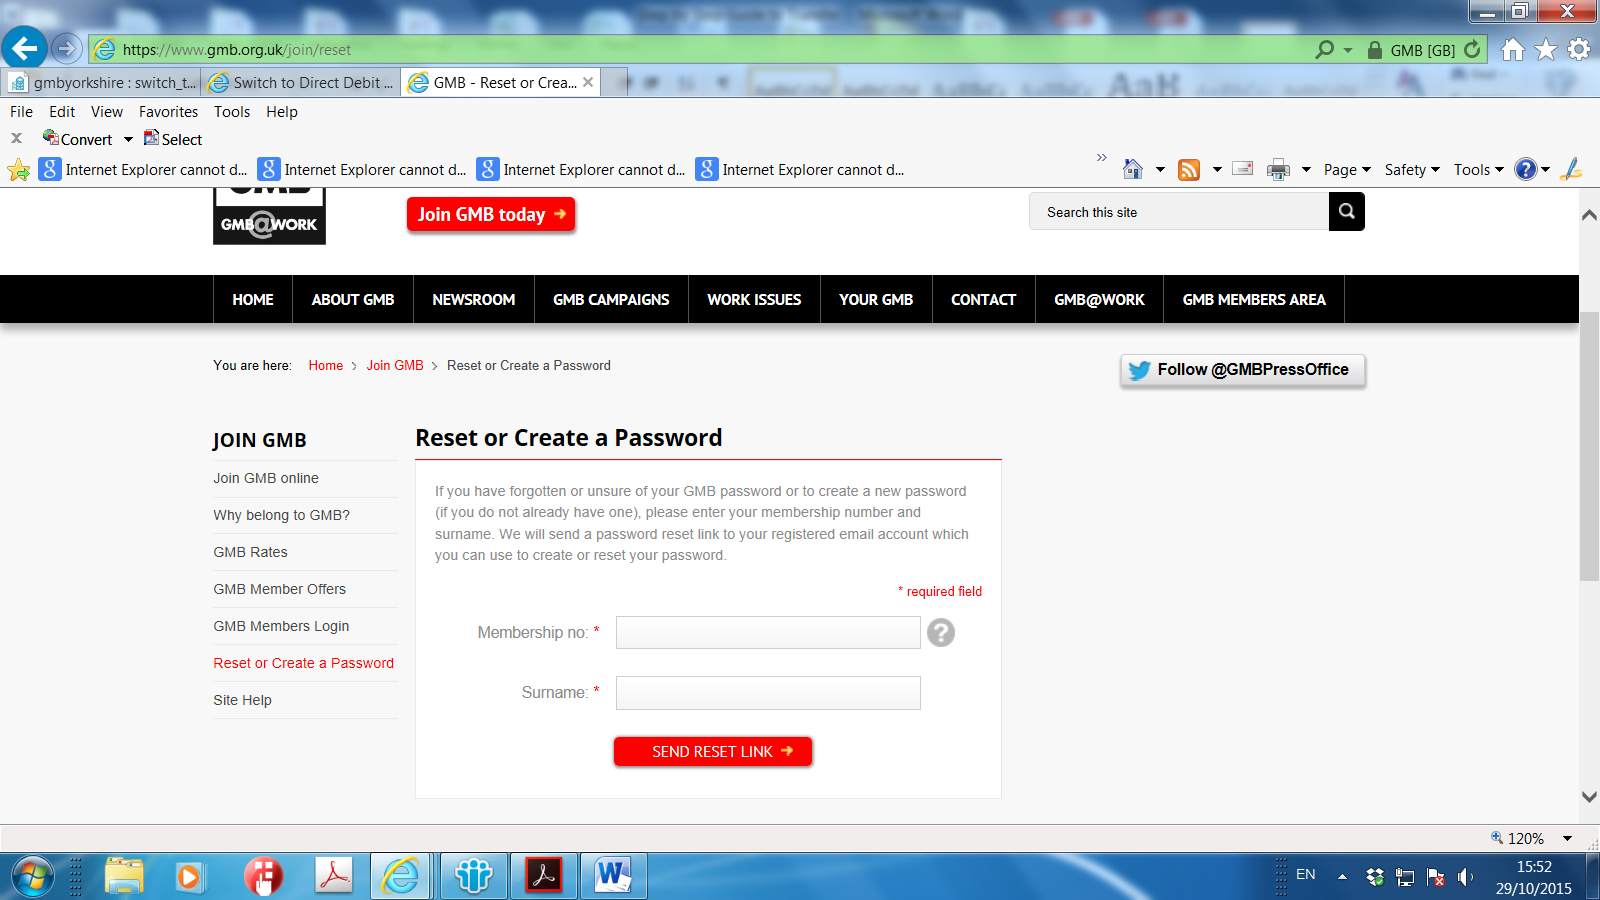 https://www.gmb.org.uk/join/reset
GMB [GB]
gmbyorkshire : switch_t...
Switch to Direct Debit ...
GMB - Reset or Crea...
File Edit View Favorites Tools Help
x Convert Select
Internet Explorer cannot d...
Internet Explorer cannot d...
Internet Explorer cannot d...
Internet Explorer cannot d...
Page Safety Tools
GMB@WORK
Join GMB today
Search this site
HOME ABOUT GMB NEWSROOM GMB CAMPAIGNS WORK ISSUES YOUR GMB CONTACT GMB@WORK GMB MEMBERS AREA
You are here: Home > Join GMB > Reset or Create a Password
Follow @GMBPressOffice
JOIN GMB
Join GMB online
Why belong to GMB?
GMB Rates
GMB Member Offers
GMB Members Login
Reset or Create a Password
Site Help
Reset or Create a Password
If you have forgotten or unsure of your GMB password or to create a new password
(if you do not already have one), please enter your membership number and
surname. We will send a password reset link to your registered email account which
you can use to create or reset your password.
* required field
Membership no: *
Surname: *
SEND RESET LINK
120%
EN
15:52
29/10/2015